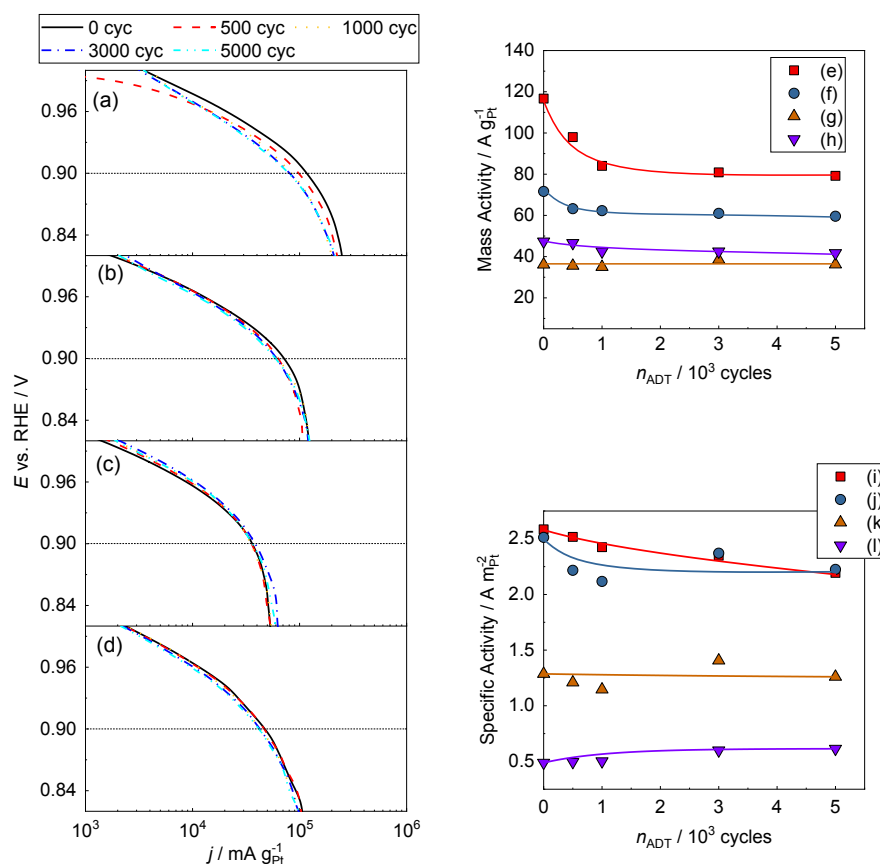 0 cyc 500 cyc 1000 cyc
3000 cyc 5000 cyc
(a)
0.96
0.90
0.84
(b)
0.96
0.90
0.84
(c)
0.96
0.90
0.84
(d)
0.96
0.90
0.84
E vs. RHE / V
10³ 10⁴ 10⁵ 10⁶
j / mA g⁻¹Pt
140
120
100
80
60
40
20
Mass Activity / A g⁻¹Pt
(e)
(f)
(g)
(h)
0 1 2 3 4 5
nADT / 10³ cycles
2.5
2.0
1.5
1.0
0.5
Specific Activity / A m⁻²Pt
(i)
(j)
(k)
(l)
0 1 2 3 4 5
nADT / 10³ cycles